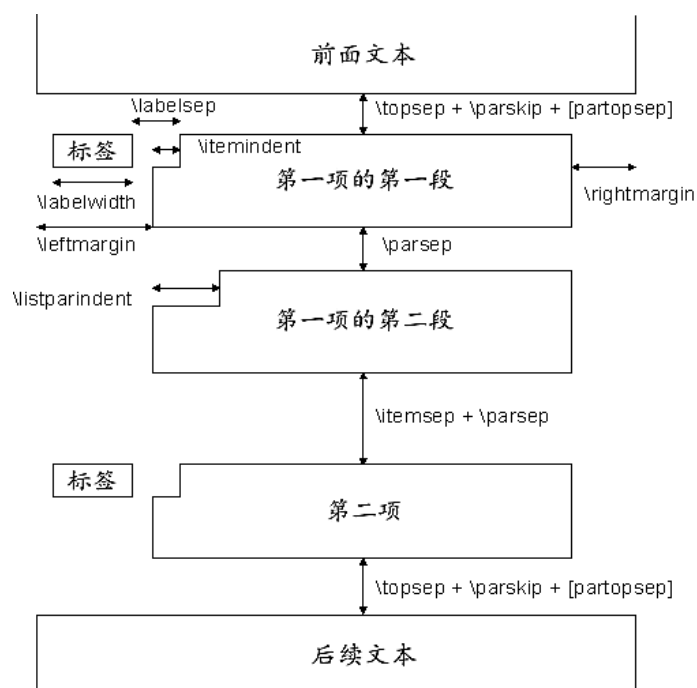 前面文本
\labelsep
\topsep + \parskip + [partopsep]
标签
\itemindent
第一项的第一段
\labelwidth
\rightmargin
\leftmargin
\parsep
\listparindent
第一项的第二段
\itemsep + \parsep
标签
第二项
\topsep + \parskip + [partopsep]
后续文本